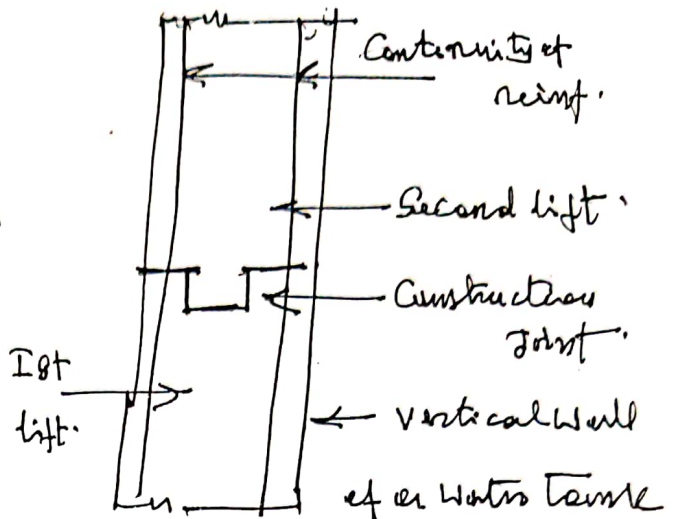 Continuity of
reinf.
Second lift.
Construction
Joint.
Ist
lift.
Vertical Wall
of a Water Tank